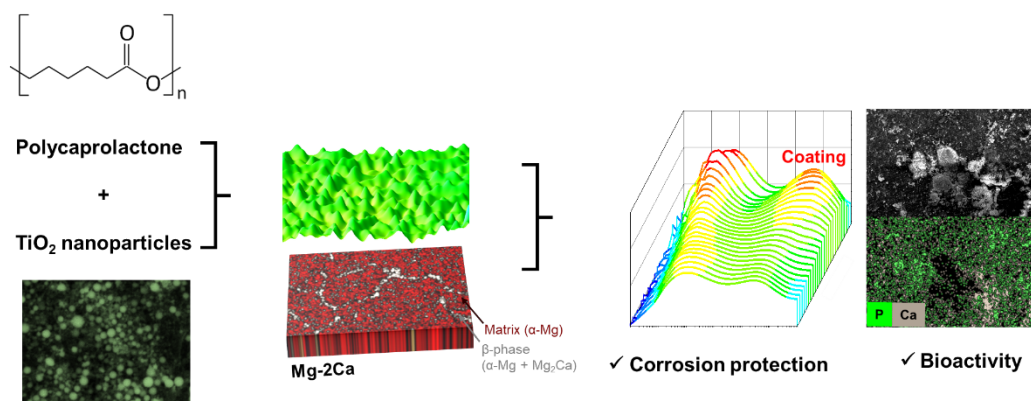 O
O
n
Polycaprolactone
+
TiO₂ nanoparticles
Matrix (α-Mg)
β-phase
(α-Mg + Mg₂Ca)
Mg-2Ca
Coating
✓ Corrosion protection
P Ca
✓ Bioactivity